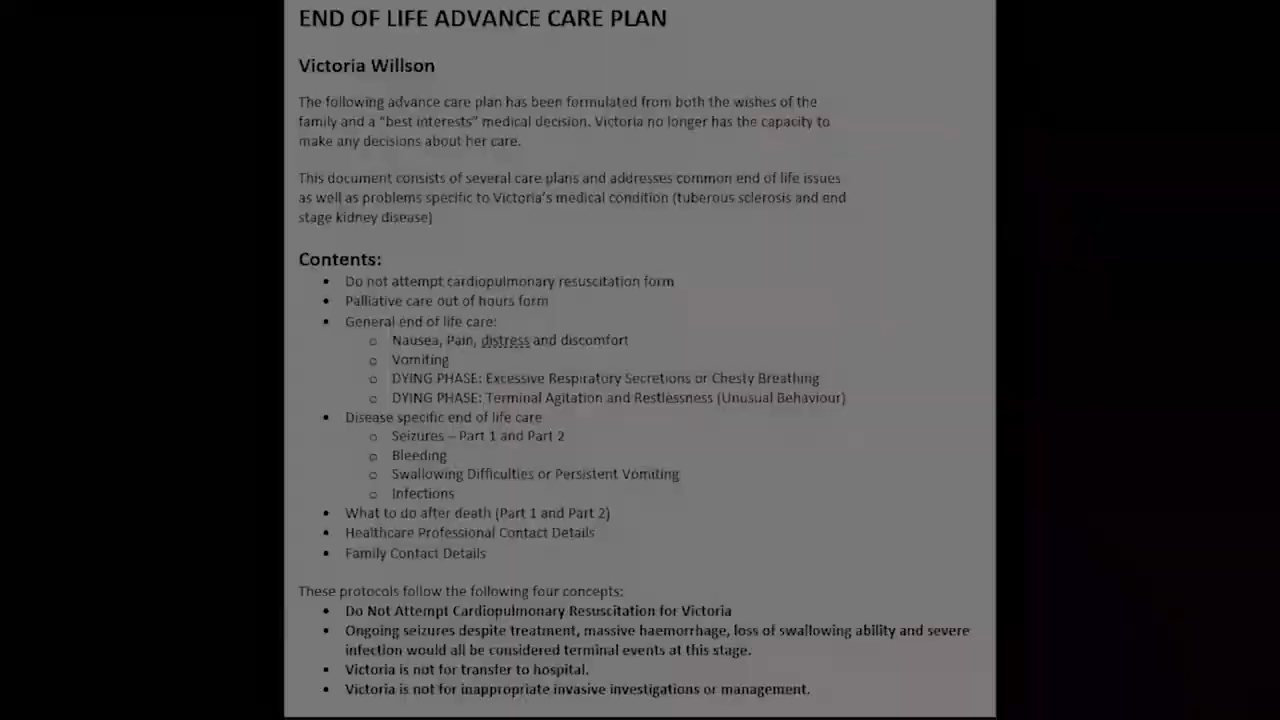 END OF LIFE ADVANCE CARE PLAN
Victoria Willson
The following advance care plan has been formulated from both the wishes of the
family and a "best interests" medical decision. Victoria no longer has the capacity to
make any decisions about her care.
This document consists of several care plans and addresses common end of life issues
as well as problems specific to Victoria's medical condition (tuberous sclerosis and end
stage kidney disease)
Contents:
• Do not attempt cardiopulmonary resuscitation form
• Palliative care out of hours form
• General end of life care:
o Nausea, Pain, distress and discomfort
o Vomiting
o DYING PHASE: Excessive Respiratory Secretions or Chesty Breathing
o DYING PHASE: Terminal Agitation and Restlessness (Unusual Behaviour)
• Disease specific end of life care
o Seizures – Part 1 and Part 2
o Bleeding
o Swallowing Difficulties or Persistent Vomiting
o Infections
• What to do after death (Part 1 and Part 2)
• Healthcare Professional Contact Details
• Family Contact Details
These protocols follow the following four concepts:
• Do Not Attempt Cardiopulmonary Resuscitation for Victoria
• Ongoing seizures despite treatment, massive haemorrhage, loss of swallowing ability and severe
infection would all be considered terminal events at this stage.
• Victoria is not for transfer to hospital.
• Victoria is not for inappropriate invasive investigations or management.